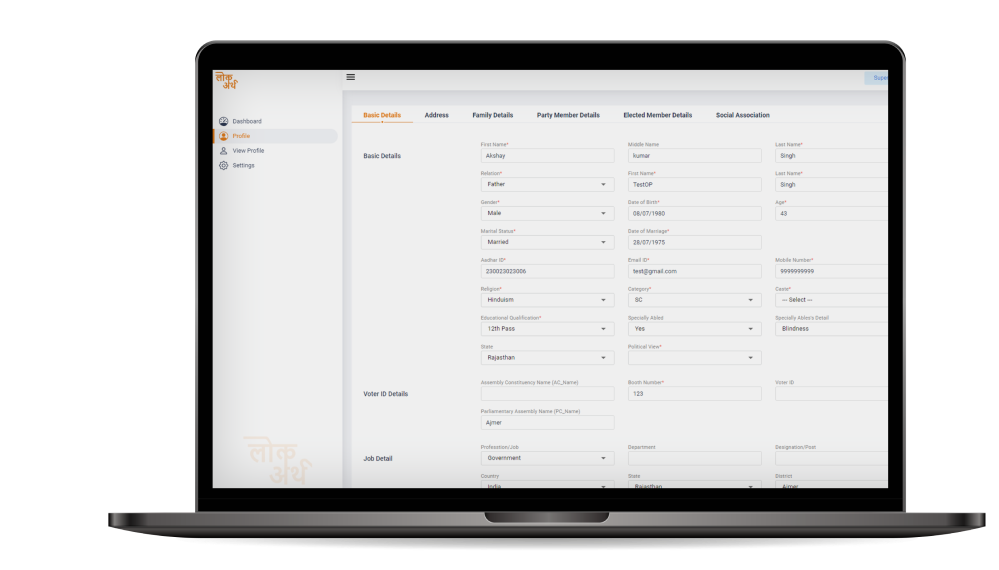 लोक
अर्थ
Super
Dashboard
Profile
View Profile
Settings
Basic Details Address Family Details Party Member Details Elected Member Details Social Association
Basic Details
First Name* Middle Name Last Name*
Akshay kumar Singh
Relation* First Name* Last Name*
Father TestOP Singh
Gender* Date of Birth* Age*
Male 08/07/1980 43
Marital Status* Date of Marriage*
Married 28/07/1975
Aadhar ID* Email ID* Mobile Number*
230023023006 test@gmail.com 9999999999
Religion* Category* Caste*
Hinduism SC --- Select ---
Educational Qualification* Specially Abled Specially Abled's Detail
12th Pass Yes Blindness
State Political View*
Rajasthan
Voter ID Details
Assembly Constituency Name (AC_Name) Booth Number* Voter ID
123
Parliamentary Assembly Name (PC_Name)
Ajmer
Job Detail
Profession/Job Department Designation/Post
Government
Country State District
India Rajasthan Ajmer
लोक
अर्थ